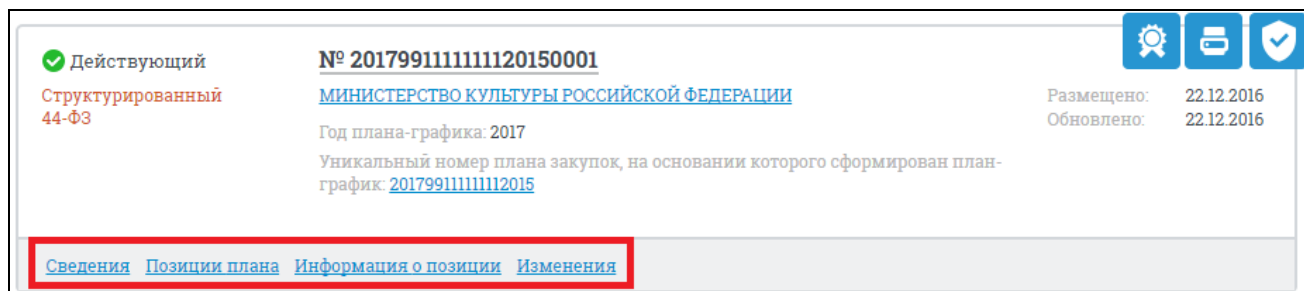 Действующий
Структурированный
44-ФЗ
№ 201799111111120150001
МИНИСТЕРСТВО КУЛЬТУРЫ РОССИЙСКОЙ ФЕДЕРАЦИИ
Год плана-графика: 2017
Уникальный номер плана закупок, на основании которого сформирован план-
график: 201799111111112015
Размещено: 22.12.2016
Обновлено: 22.12.2016
Сведения Позиции плана Информация о позиции Изменения